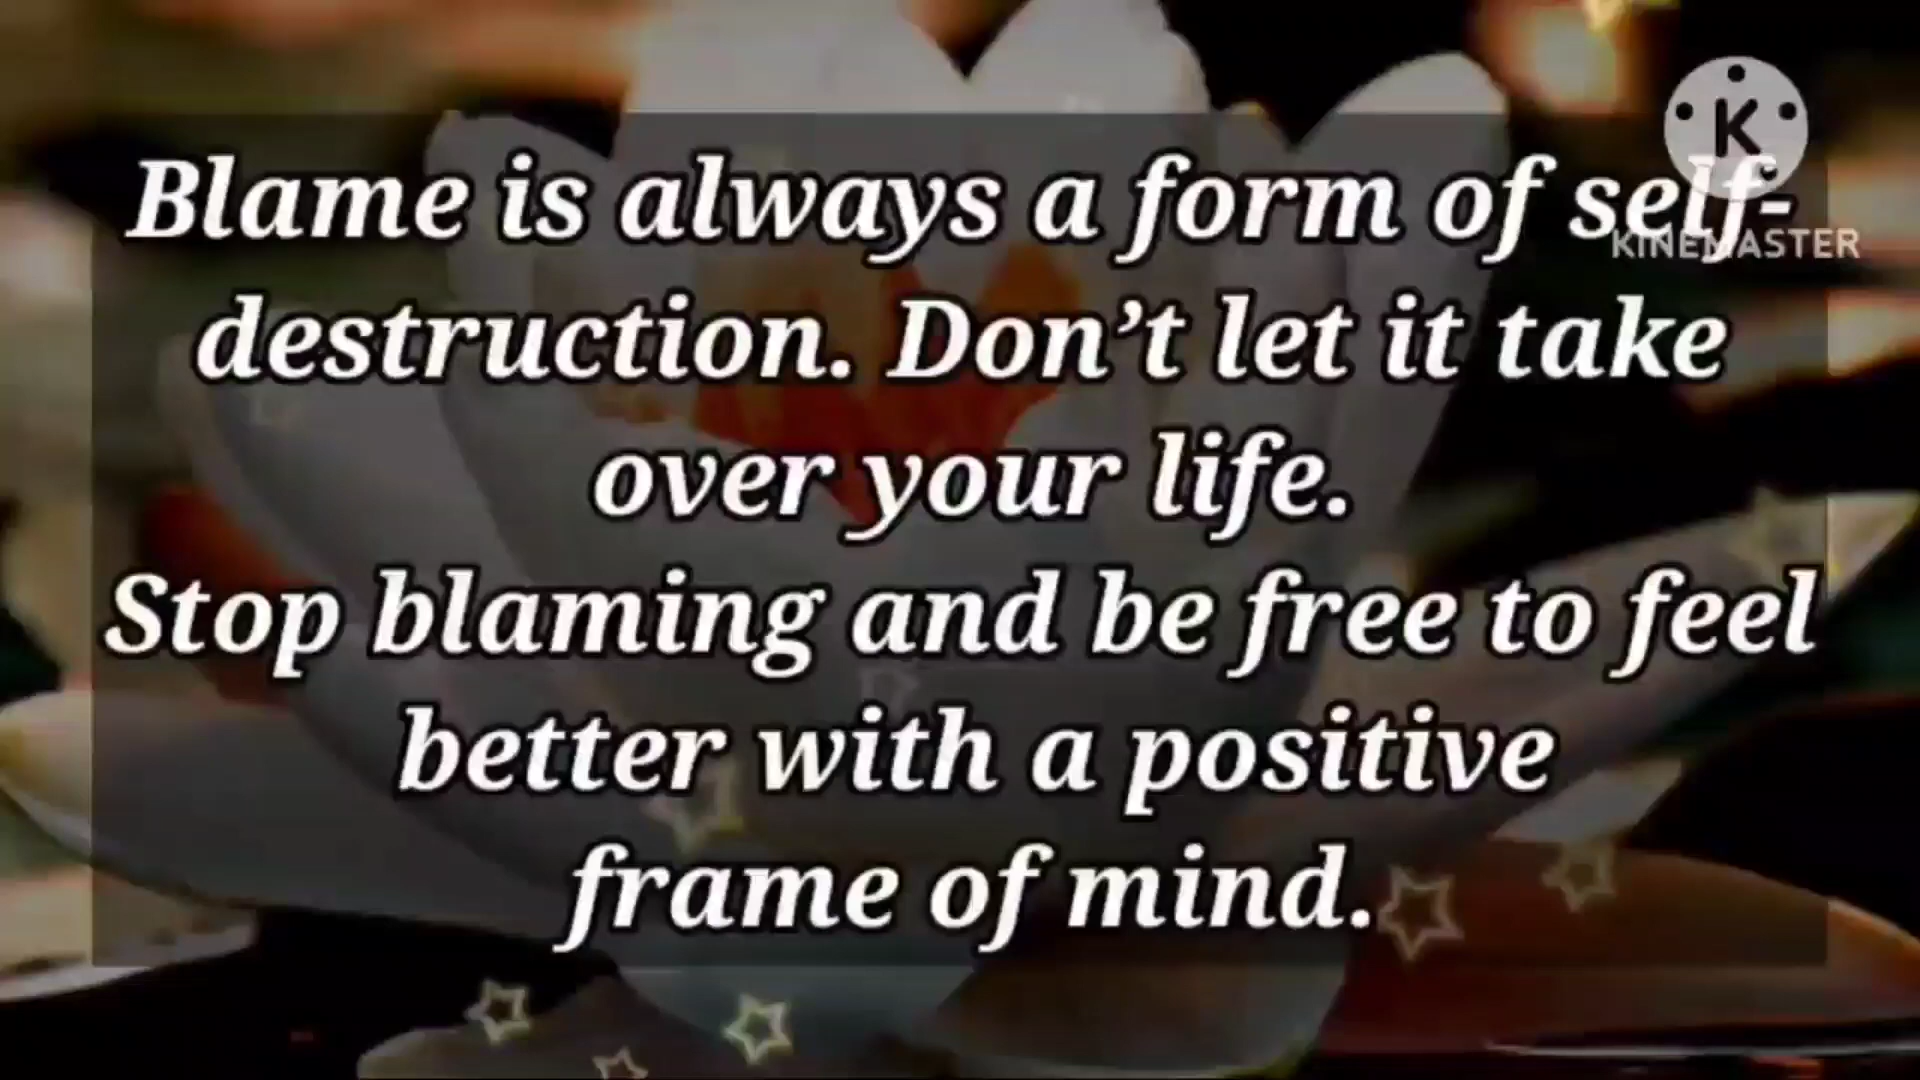 Blame is always a form of self-
destruction. Don’t let it take
over your life.
Stop blaming and be free to feel
better with a positive
frame of mind.
K
KINEMASTER